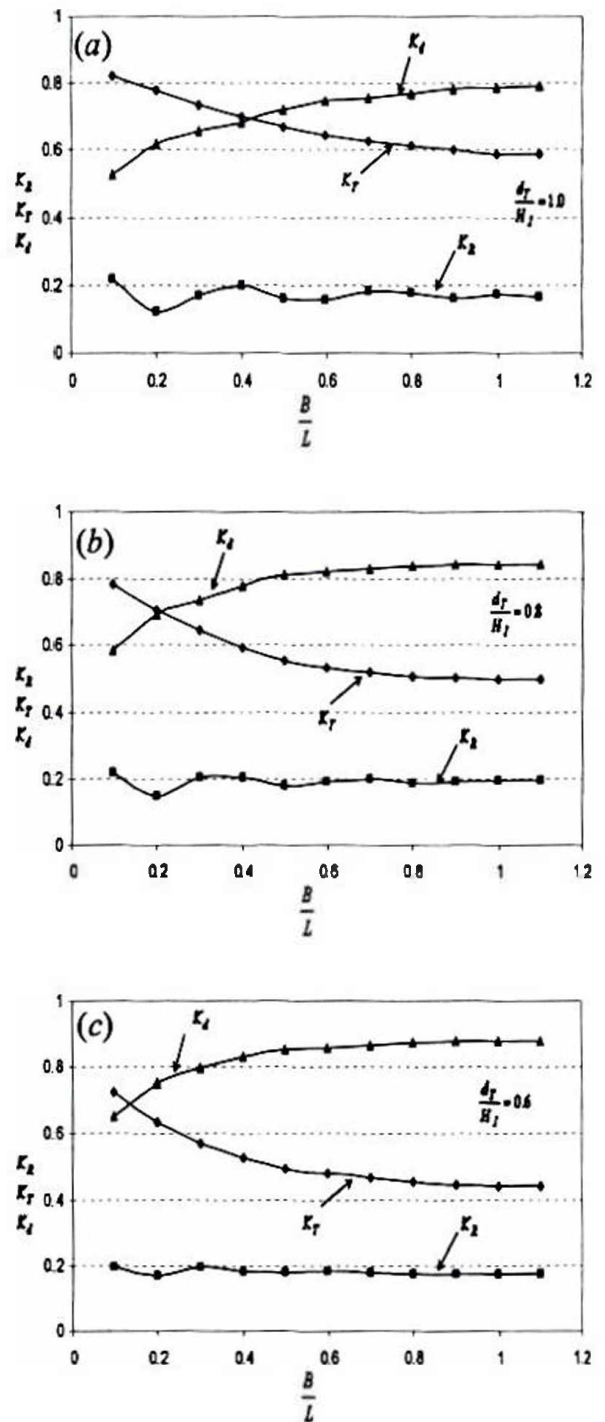 (a)
1
0.8
0.6
0.4
0.2
0
K_R
K_T
K_d
K_d
K_T
K_R
d_T/H_I = 1.0
0 0.2 0.4 0.6 0.8 1 1.2
B/L
(b)
1
0.8
0.6
0.4
0.2
0
K_R
K_T
K_d
K_d
K_T
K_R
d_T/H_I = 0.8
0 0.2 0.4 0.6 0.8 1 1.2
B/L
(c)
1
0.8
0.6
0.4
0.2
0
K_R
K_T
K_d
K_d
K_T
K_R
d_T/H_I = 0.6
0 0.2 0.4 0.6 0.8 1 1.2
B/L